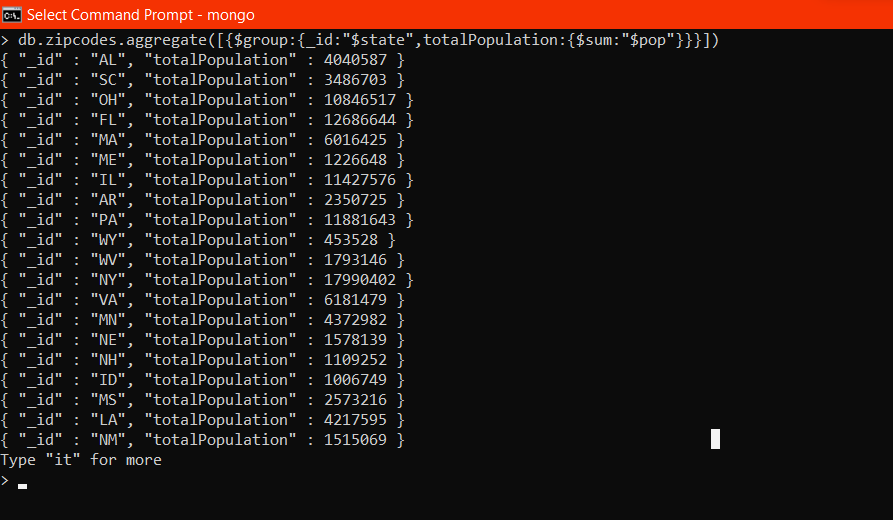 Select Command Prompt - mongo
> db.zipcodes.aggregate([{$group:{_id:"$state",totalPopulation:{$sum:"$pop"}}}])
{ "_id" : "AL", "totalPopulation" : 4040587 }
{ "_id" : "SC", "totalPopulation" : 3486703 }
{ "_id" : "OH", "totalPopulation" : 10846517 }
{ "_id" : "FL", "totalPopulation" : 12686644 }
{ "_id" : "MA", "totalPopulation" : 6016425 }
{ "_id" : "ME", "totalPopulation" : 1226648 }
{ "_id" : "IL", "totalPopulation" : 11427576 }
{ "_id" : "AR", "totalPopulation" : 2350725 }
{ "_id" : "PA", "totalPopulation" : 11881643 }
{ "_id" : "WY", "totalPopulation" : 453528 }
{ "_id" : "WV", "totalPopulation" : 1793146 }
{ "_id" : "NY", "totalPopulation" : 17990402 }
{ "_id" : "VA", "totalPopulation" : 6181479 }
{ "_id" : "MN", "totalPopulation" : 4372982 }
{ "_id" : "NE", "totalPopulation" : 1578139 }
{ "_id" : "NH", "totalPopulation" : 1109252 }
{ "_id" : "ID", "totalPopulation" : 1006749 }
{ "_id" : "MS", "totalPopulation" : 2573216 }
{ "_id" : "LA", "totalPopulation" : 4217595 }
{ "_id" : "NM", "totalPopulation" : 1515069 }
Type "it" for more
>